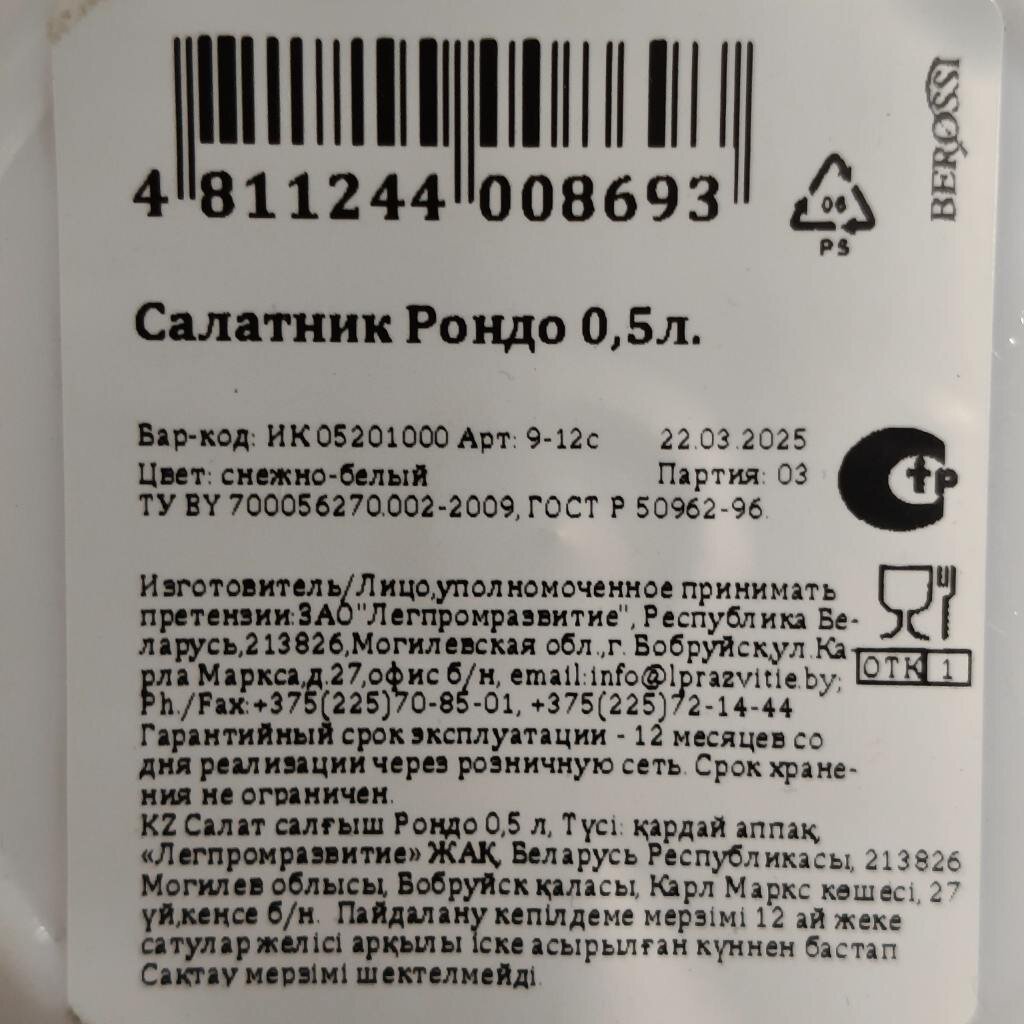 4 811244 008693
BEROSSI
06
PS
Салатник Рондо 0,5л.
Бар-код: ИК 05201000 Арт: 9-12с 22.03.2025
Цвет: снежно-белый Партия: 03
ТУ BY 700056270.002-2009, ГОСТ Р 50962-96.
Изготовитель/Лицо,уполномоченное принимать
претензии:ЗАО"Легпромразвитие", Республика Бе-
ларусь,213826,Могилевская обл.,г. Бобруйск,ул.Ка-
рла Маркса,д.27,офис б/н, email:info@lprazvitie.by;
Ph./Fax:+375(225)70-85-01, +375(225)72-14-44
ОТК 1
Гарантийный срок эксплуатации - 12 месяцев со
дня реализации через розничную сеть. Срок хране-
ния не ограничен.
KZ Салат салғыш Рондо 0,5 л, Түсі: қардай аппақ,
«Легпромразвитие» ЖАҚ, Беларусь Республикасы, 213826
Могилев облысы, Бобруйск қаласы, Карл Маркс көшесі, 27
үй,кеңсе б/н. Пайдалану кепілдеме мерзімі 12 ай жеке
сатулар желісі арқылы іске асырылған күннен бастап
Сақтау мерзімі шектелмейді.